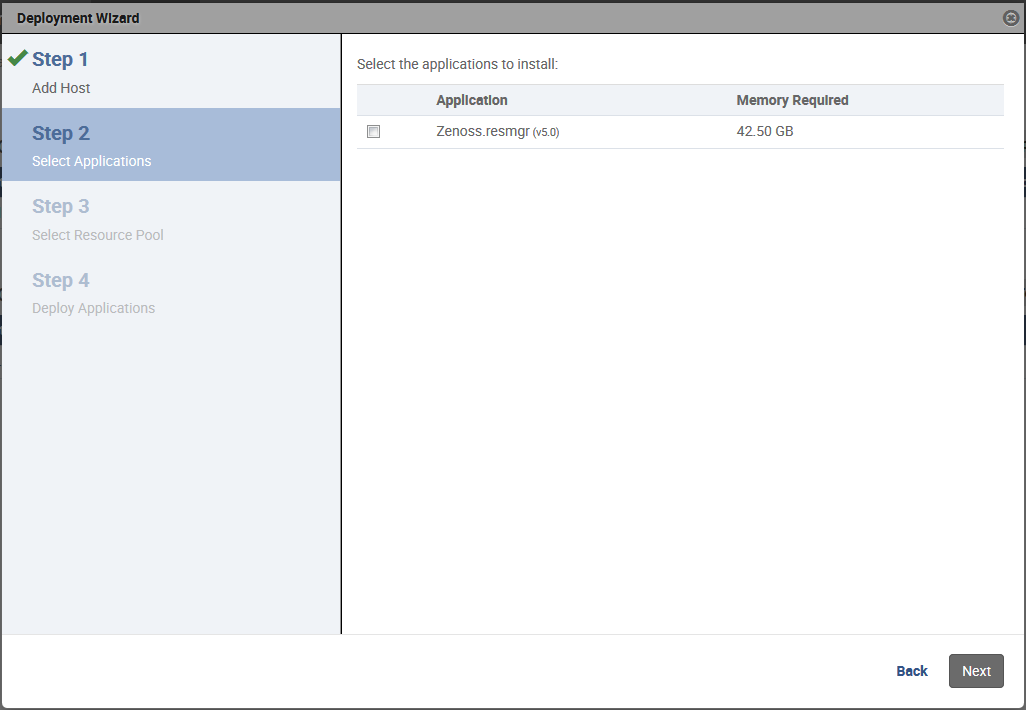 Deployment Wizard
Step 1
Add Host
Step 2
Select Applications
Step 3
Select Resource Pool
Step 4
Deploy Applications
Select the applications to install:
Application Memory Required
Zenoss.resmgr (v5.0) 42.50 GB
Back Next